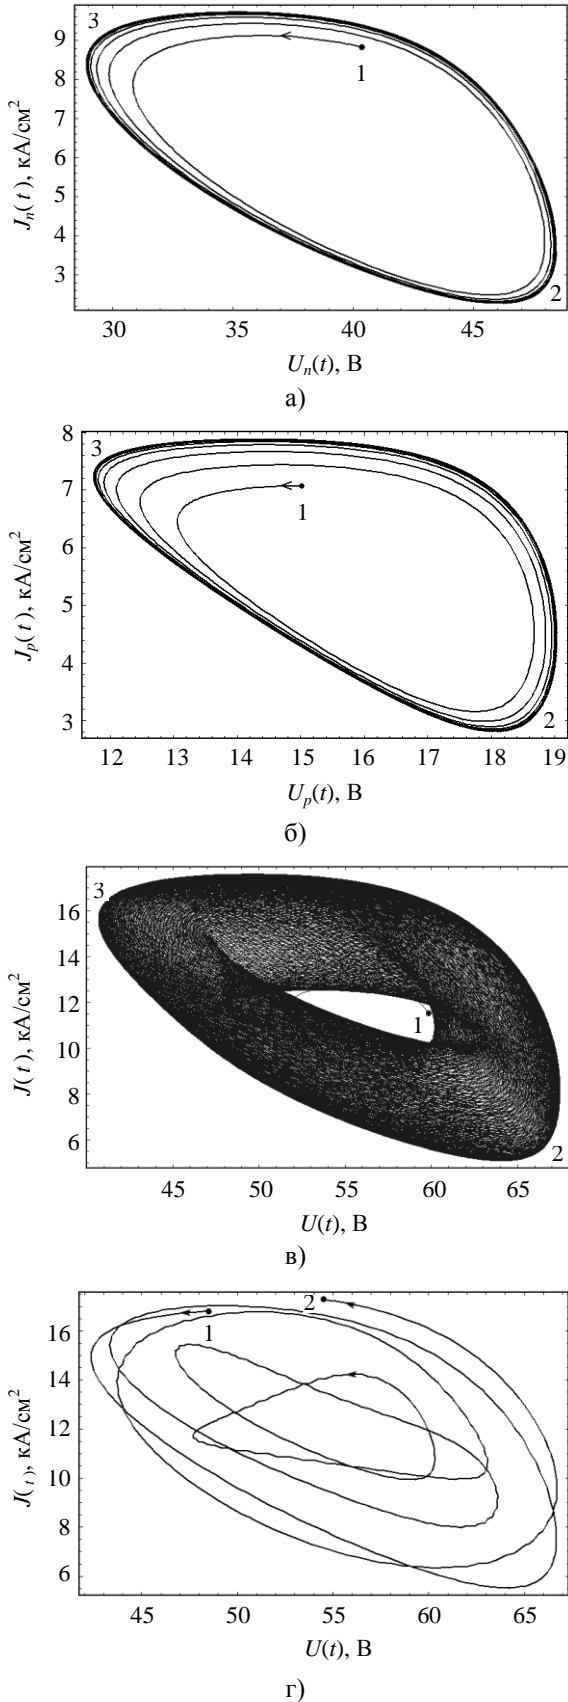 3
9
1
8
7
6
5
4
3
2
30 35 40 45
J_n(t), кА/см²
U_n(t), В
а)
8
3
7
1
6
5
4
3
2
12 13 14 15 16 17 18 19
J_p(t), кА/см²
U_p(t), В
б)
3
16
14
12
1
10
8
6
2
45 50 55 60 65
J(t), кА/см²
U(t), В
в)
2
16
1
14
12
10
8
6
45 50 55 60 65
J(t), кА/см²
U(t), В
г)